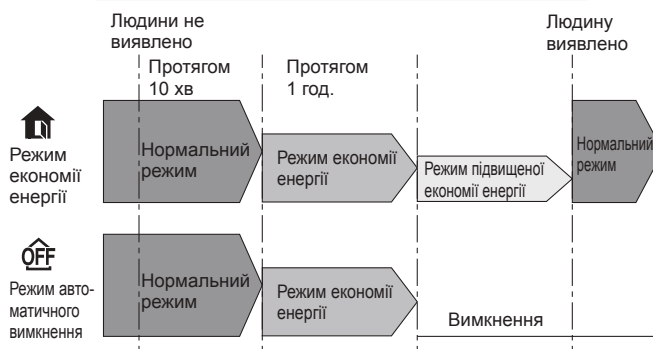 Людини не
виявлено
Людину
виявлено
Протягом
10 хв
Протягом
1 год.
Режим
економії
енергії
Нормальний
режим
Режим економії
енергії
Режим підвищеної
економії енергії
Нормальний
режим
OFF
Режим авто-
матичного
вимкнення
Нормальний
режим
Режим економії
енергії
Вимкнення